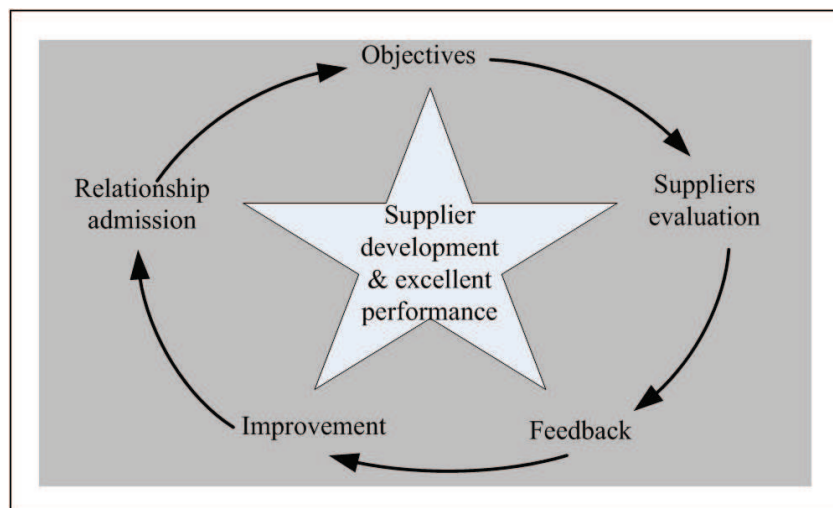 Objectives
Suppliers
evaluation
Feedback
Improvement
Relationship
admission
Supplier
development
& excellent
performance